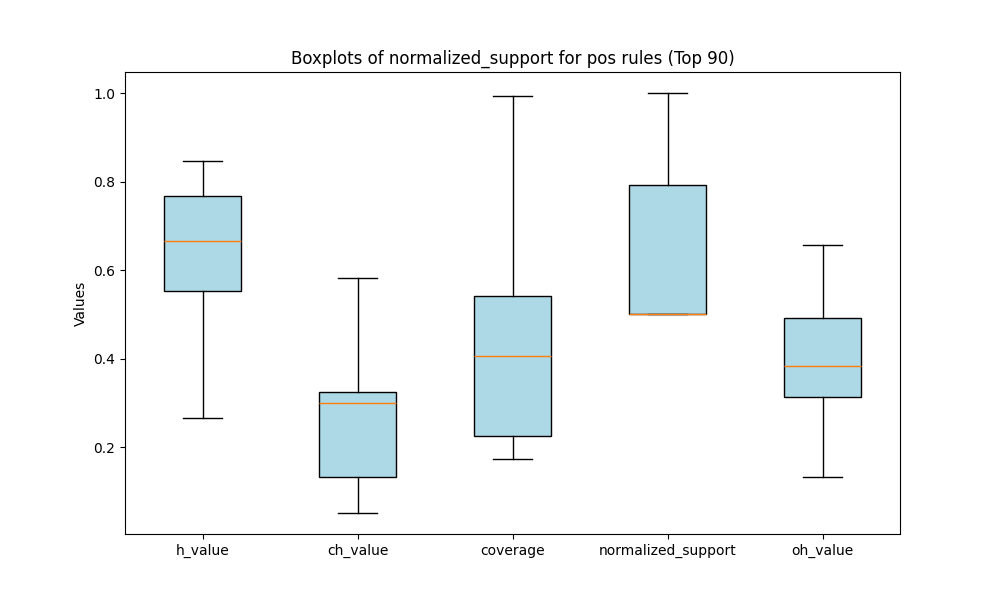 Boxplots of normalized_support for pos rules (Top 90)
1.0
0.8
0.6
0.4
0.2
Values
h_value
ch_value
coverage
normalized_support
oh_value